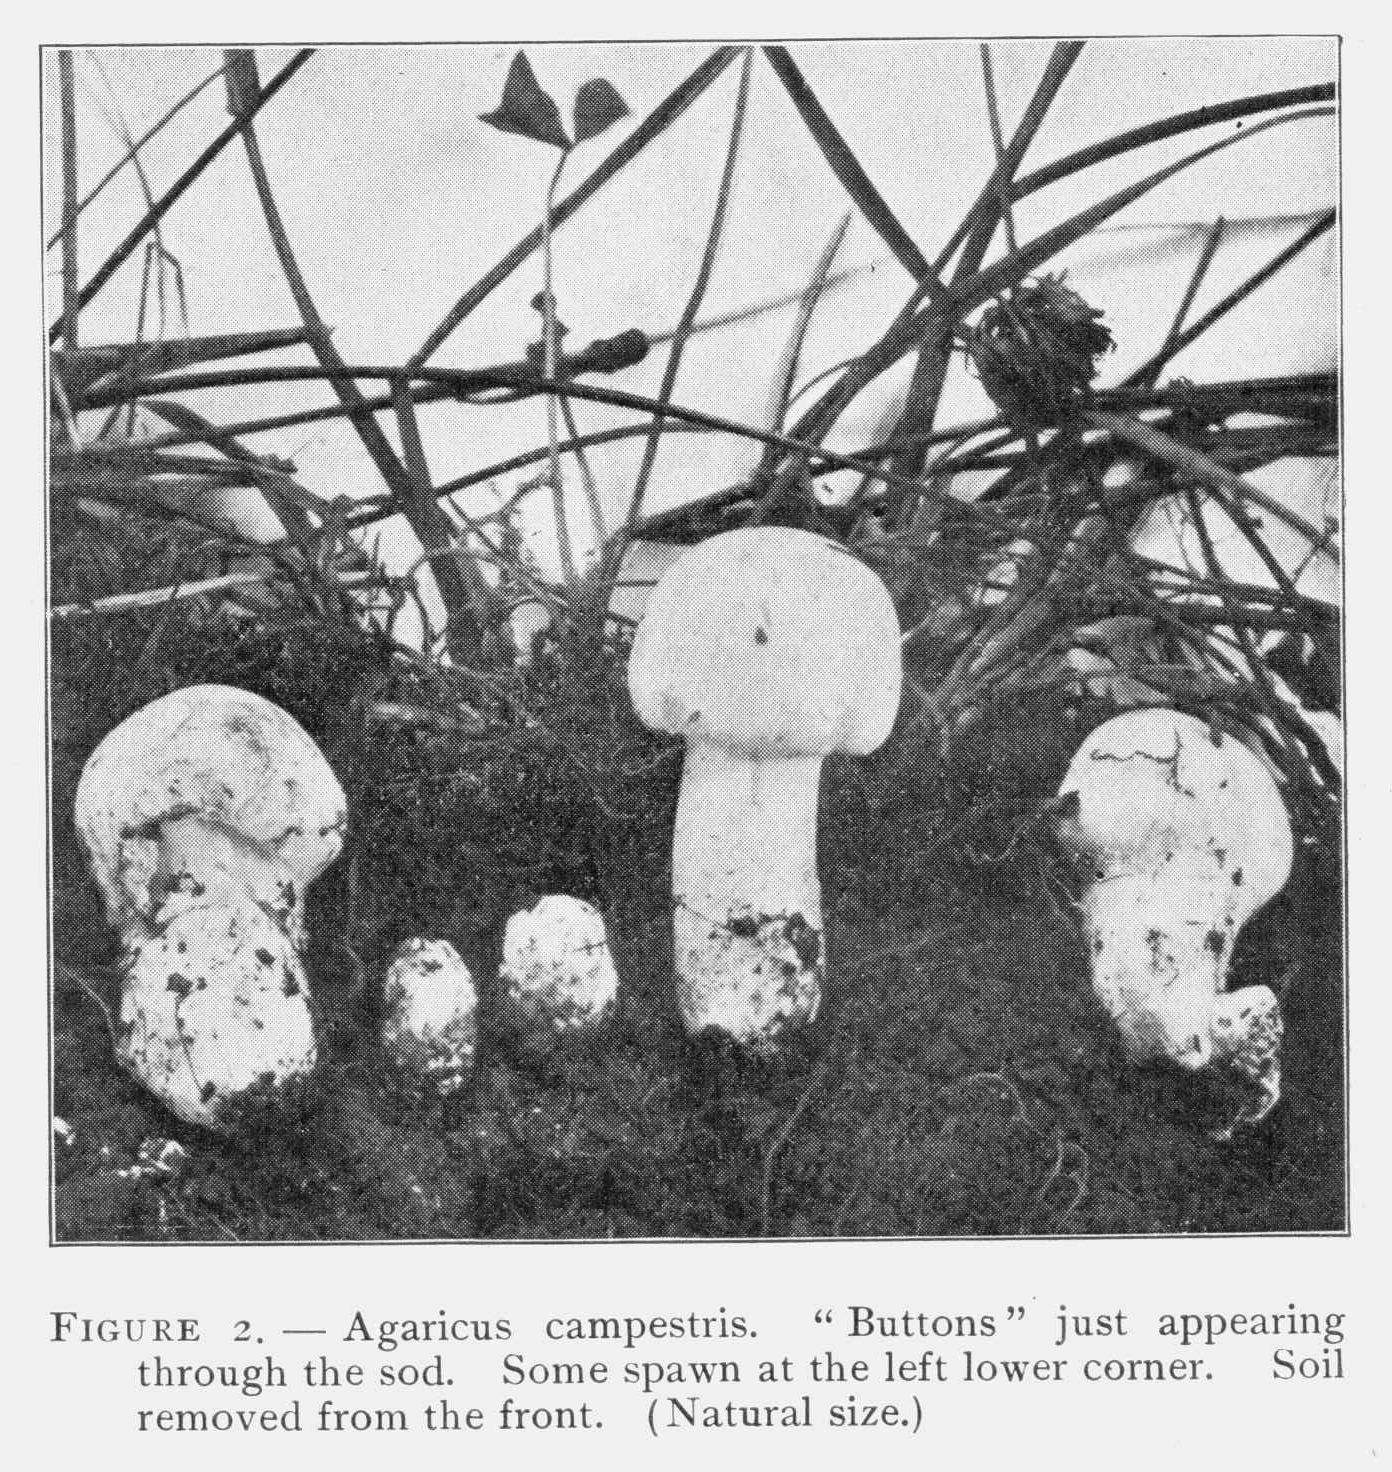 FIGURE 2. — Agaricus campestris. “Buttons” just appearing
through the sod. Some spawn at the left lower corner. Soil
removed from the front. (Natural size.)